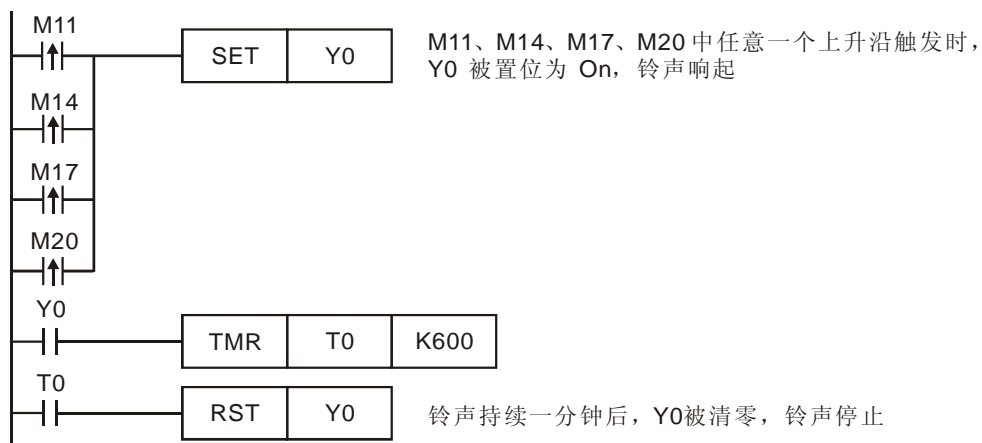 M11
SET Y0
M11、M14、M17、M20 中任意一个上升沿触发时，
Y0 被置位为 On，铃声响起
M14
M17
M20
Y0
TMR T0 K600
T0
RST Y0
铃声持续一分钟后，Y0被清零，铃声停止